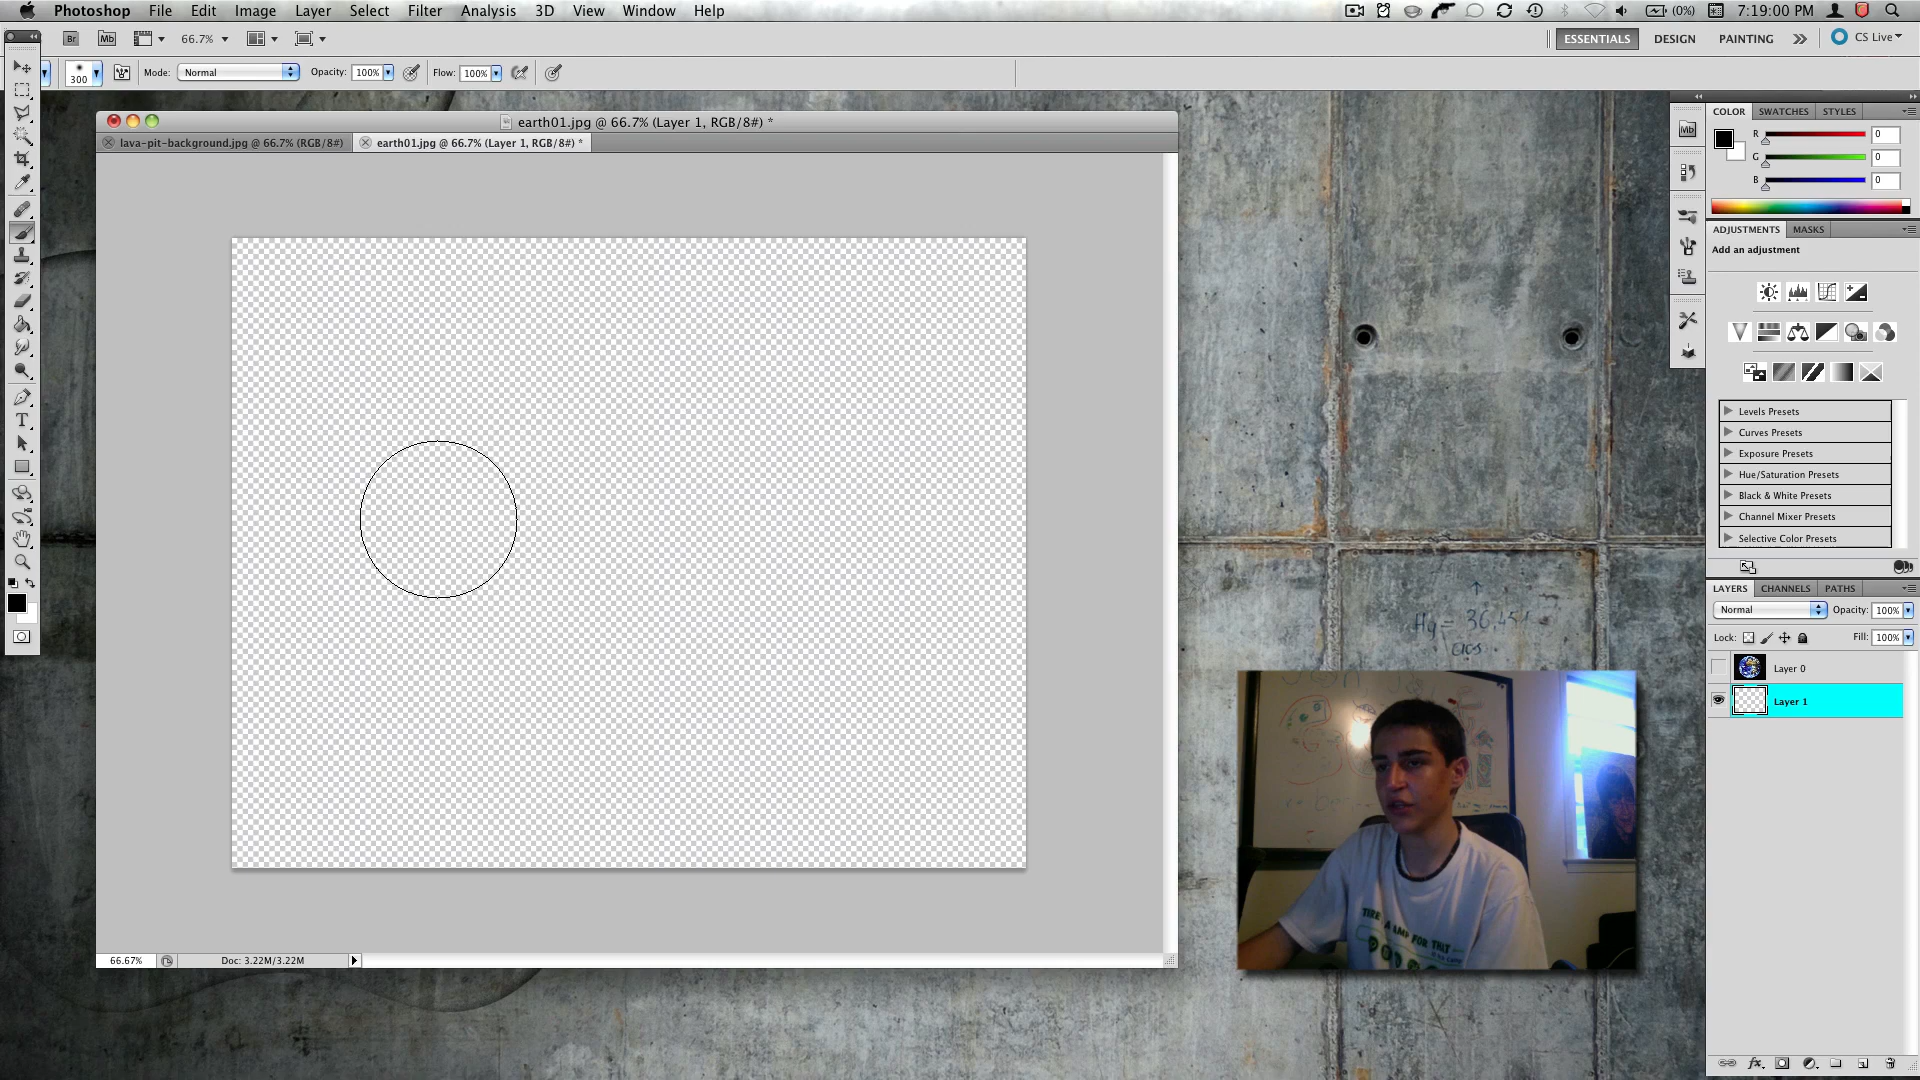 Photoshop File Edit Image Layer Select Filter Analysis 3D View Window Help
(0%) 7:19:00 PM
Br Mb 66.7% ESSENTIALS DESIGN PAINTING CS Live
300 Mode: Normal Opacity: 100% Flow: 100%
earth01.jpg @ 66.7% (Layer 1, RGB/8#) *
lava-pit-background.jpg @ 66.7% (RGB/8#) earth01.jpg @ 66.7% (Layer 1, RGB/8#) *
66.67% Doc: 3.22M/3.22M
Mb
COLOR SWATCHES STYLES
R 0
G 0
B 0
ADJUSTMENTS MASKS
Add an adjustment
Levels Presets
Curves Presets
Exposure Presets
Hue/Saturation Presets
Black & White Presets
Channel Mixer Presets
Selective Color Presets
LAYERS CHANNELS PATHS
Normal Opacity: 100%
Lock: Fill: 100%
Layer 0
Layer 1
fx
T